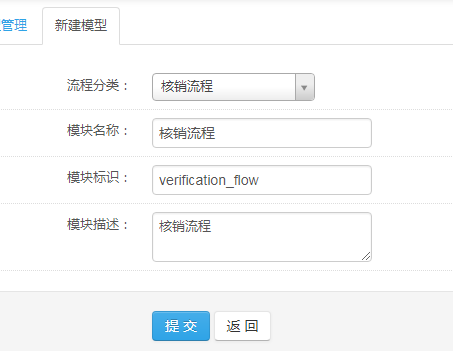 管理 新建模型
流程分类： 核销流程
模块名称： 核销流程
模块标识： verification_flow
模块描述： 核销流程
提 交 返 回